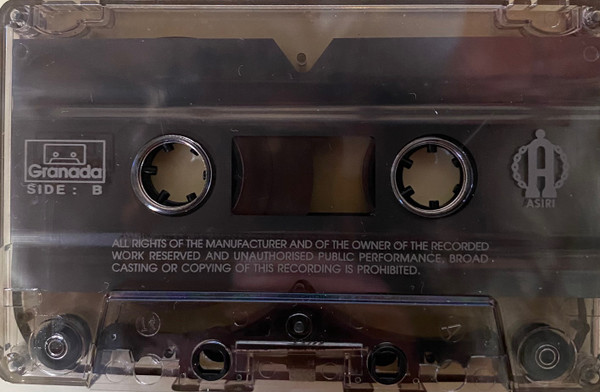 Granada
SIDE : B
A
ASIRI
ALL RIGHTS OF THE MANUFACTURER AND OF THE OWNER OF THE RECORDED
WORK RESERVED AND UNAUTHORISED PUBLIC PERFORMANCE, BROAD .
CASTING OR COPYING OF THIS RECORDING IS PROHIBITED.